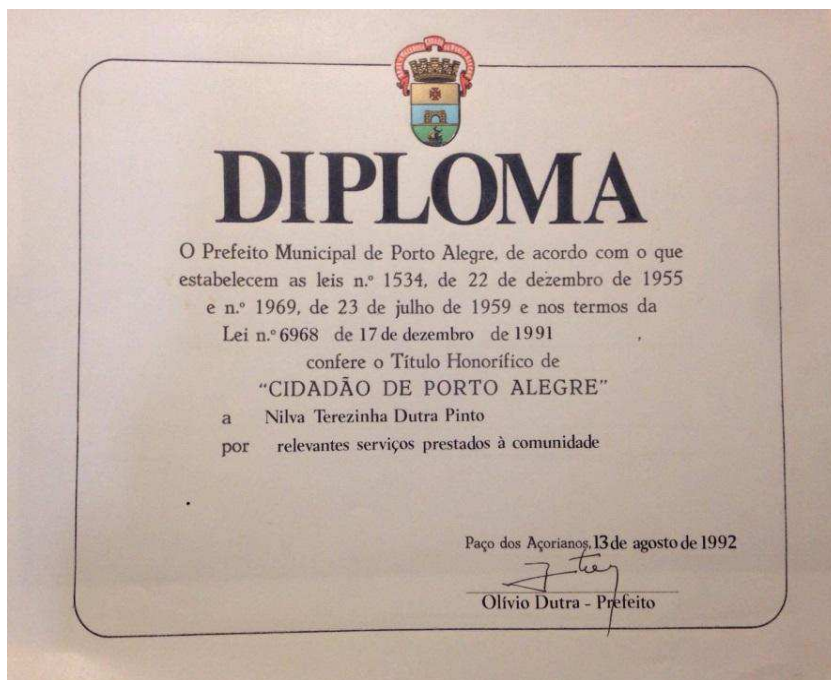 DIPLOMA
O Prefeito Municipal de Porto Alegre, de acordo com o que
estabelecem as leis n.º 1534, de 22 de dezembro de 1955
e n.º 1969, de 23 de julho de 1959 e nos termos da
Lei n.º 6968 de 17 de dezembro de 1991 ,
confere o Título Honorífico de
“CIDADÃO DE PORTO ALEGRE”
a Nilva Terezinha Dutra Pinto
por relevantes serviços prestados à comunidade
Paço dos Açorianos, 13 de agosto de 1992
Olívio Dutra - Prefeito